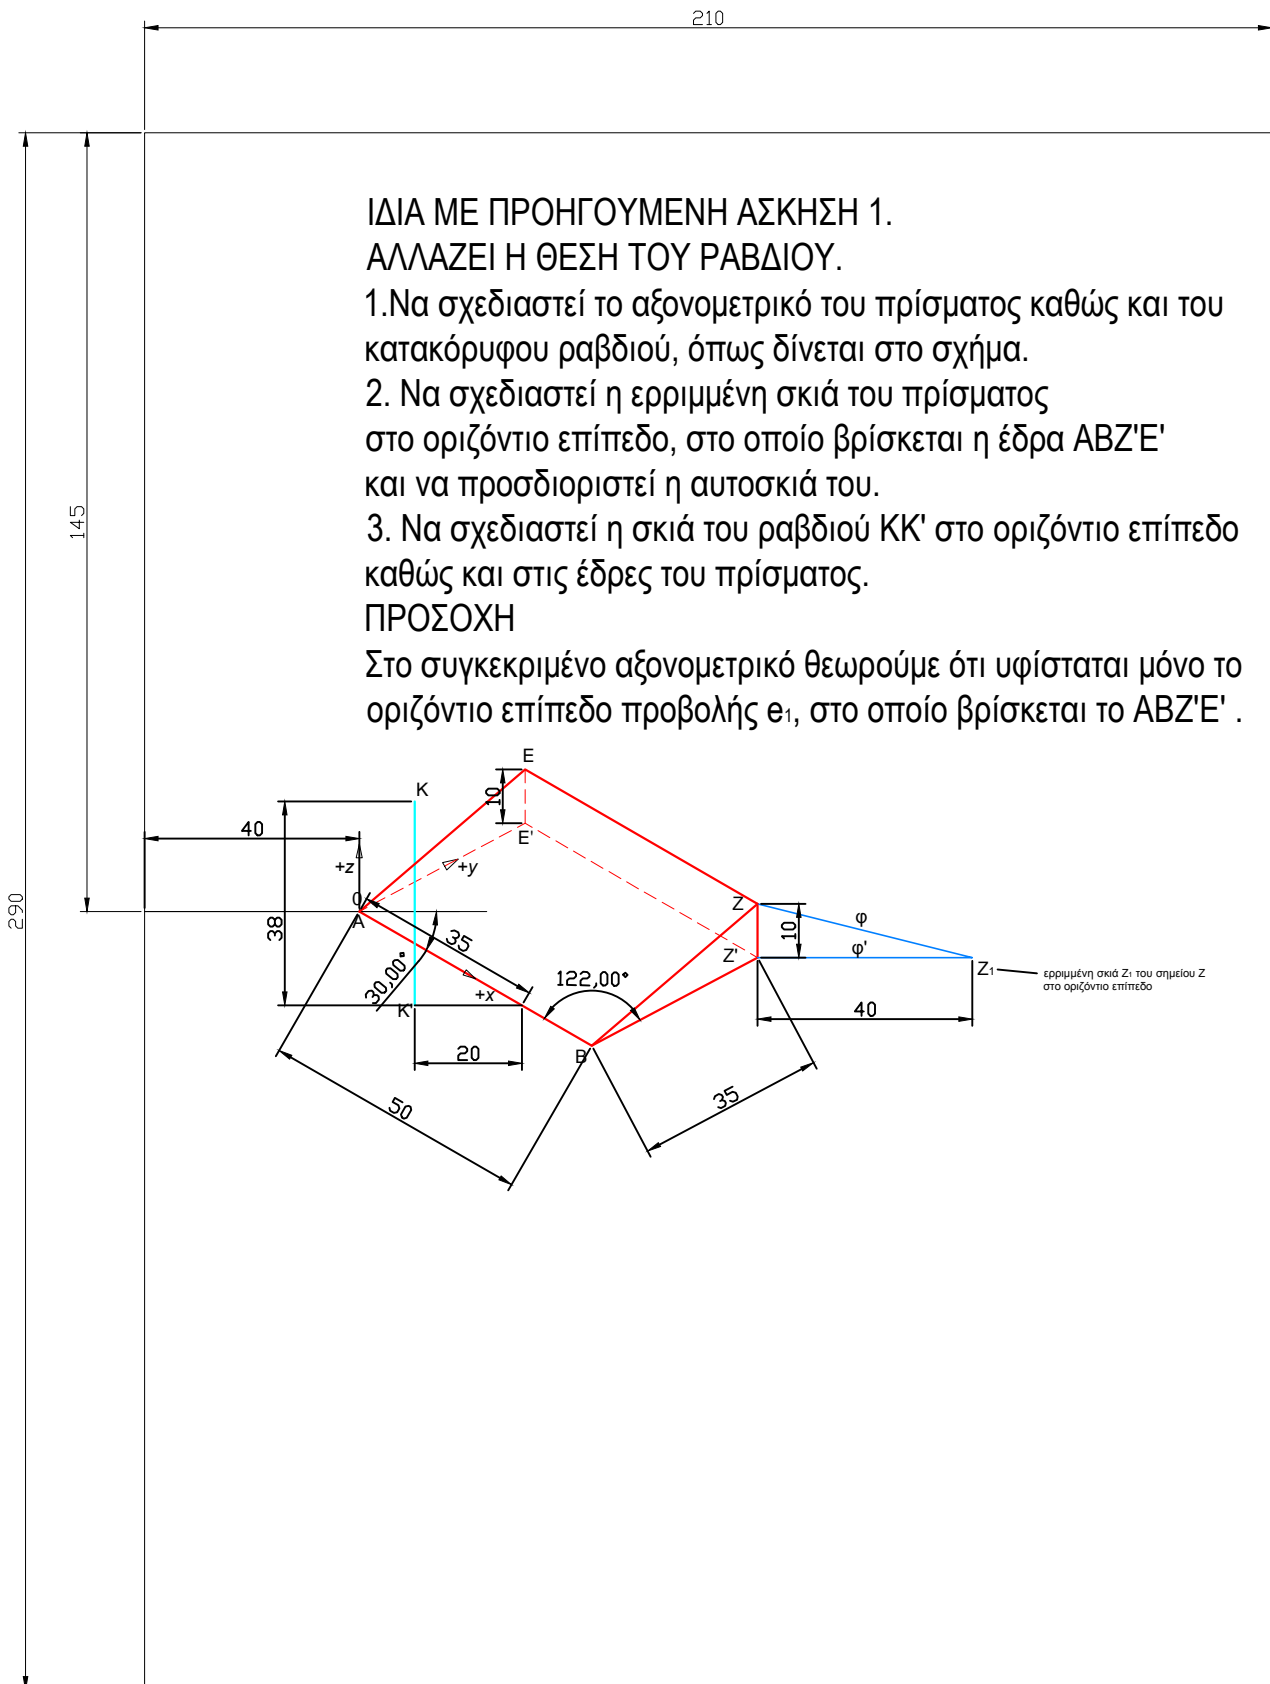 210
ΙΔΙΑ ΜΕ ΠΡΟΗΓΟΥΜΕΝΗ ΑΣΚΗΣΗ 1.
ΑΛΛΑΖΕΙ Η ΘΕΣΗ ΤΟΥ ΡΑΒΔΙΟΥ.
1.Να σχεδιαστεί το αξονομετρικό του πρίσματος καθώς και του
κατακόρυφου ραβδιού, όπως δίνεται στο σχήμα.
2. Να σχεδιαστεί η ερριμμένη σκιά του πρίσματος
στο οριζόντιο επίπεδο, στο οποίο βρίσκεται η έδρα ΑΒΖ'Ε'
και να προσδιοριστεί η αυτοσκιά του.
3. Να σχεδιαστεί η σκιά του ραβδιού ΚΚ' στο οριζόντιο επίπεδο
καθώς και στις έδρες του πρίσματος.
ΠΡΟΣΟΧΗ
Στο συγκεκριμένο αξονομετρικό θεωρούμε ότι υφίσταται μόνο το
οριζόντιο επίπεδο προβολής e₁, στο οποίο βρίσκεται το ΑΒΖ'Ε' .
145
290
E
K
10
E'
40
+z
+y
0
A
38
35
30,00°
+x
K'
20
122,00°
B
50
35
Z
Z'
10
φ
φ'
Z₁
ερριμμένη σκιά Ζ₁ του σημείου Ζ
στο οριζόντιο επίπεδο
40